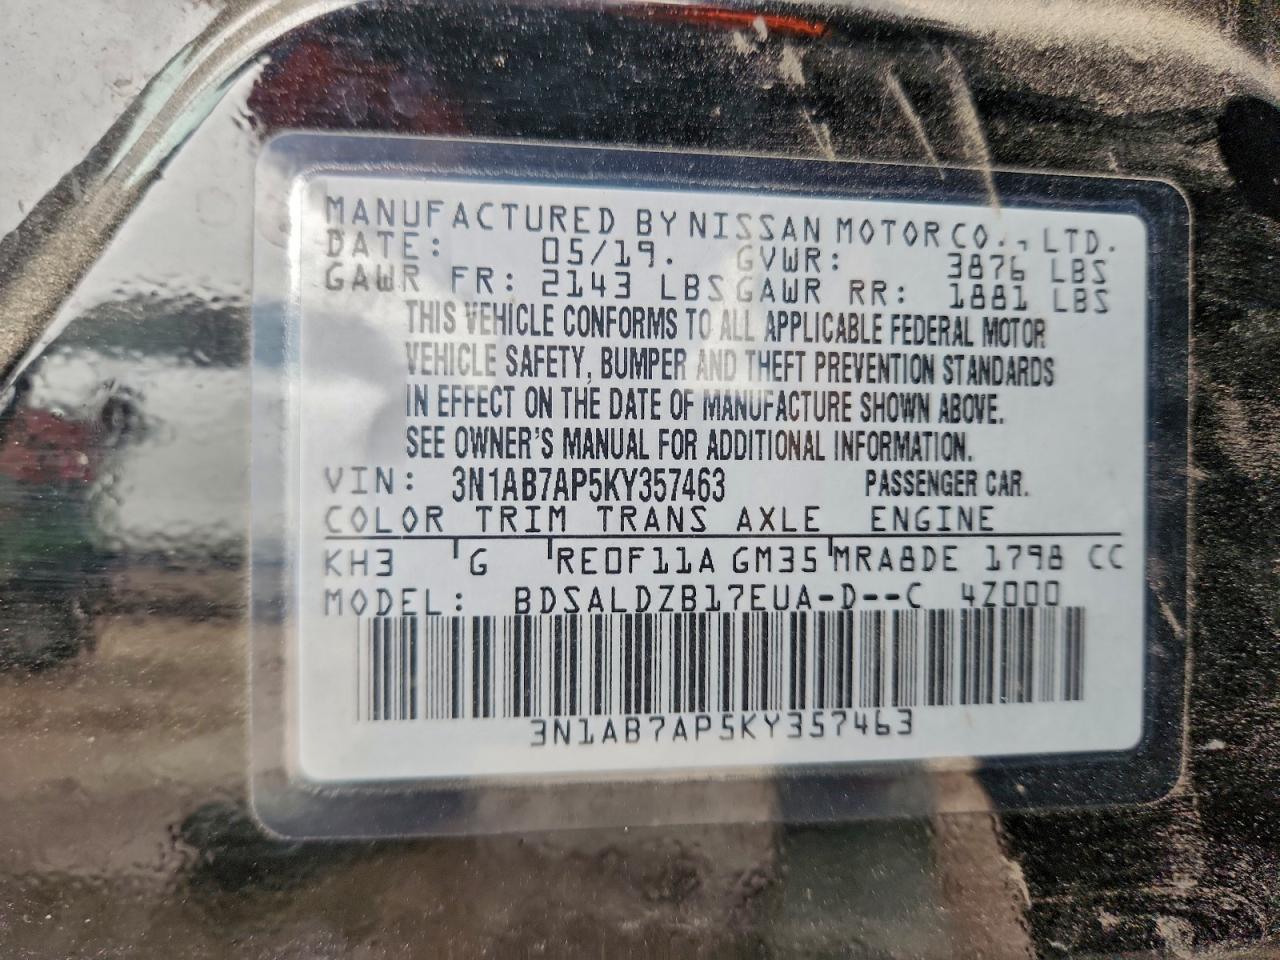 MANUFACTURED BY NISSAN MOTOR CO., LTD.
DATE: 05/19. GVWR: 3876 LBS
GAWR FR: 2143 LBS GAWR RR: 1881 LBS
THIS VEHICLE CONFORMS TO ALL APPLICABLE FEDERAL MOTOR
VEHICLE SAFETY, BUMPER AND THEFT PREVENTION STANDARDS
IN EFFECT ON THE DATE OF MANUFACTURE SHOWN ABOVE.
SEE OWNER'S MANUAL FOR ADDITIONAL INFORMATION.
VIN: 3N1AB7AP5KY357463 PASSENGER CAR.
COLOR TRIM TRANS AXLE ENGINE
KH3 G RE0F11A GM35 MRA8DE 1798 CC
MODEL: BDSALDZB17EUA-D--C 4Z000
3N1AB7AP5KY357463